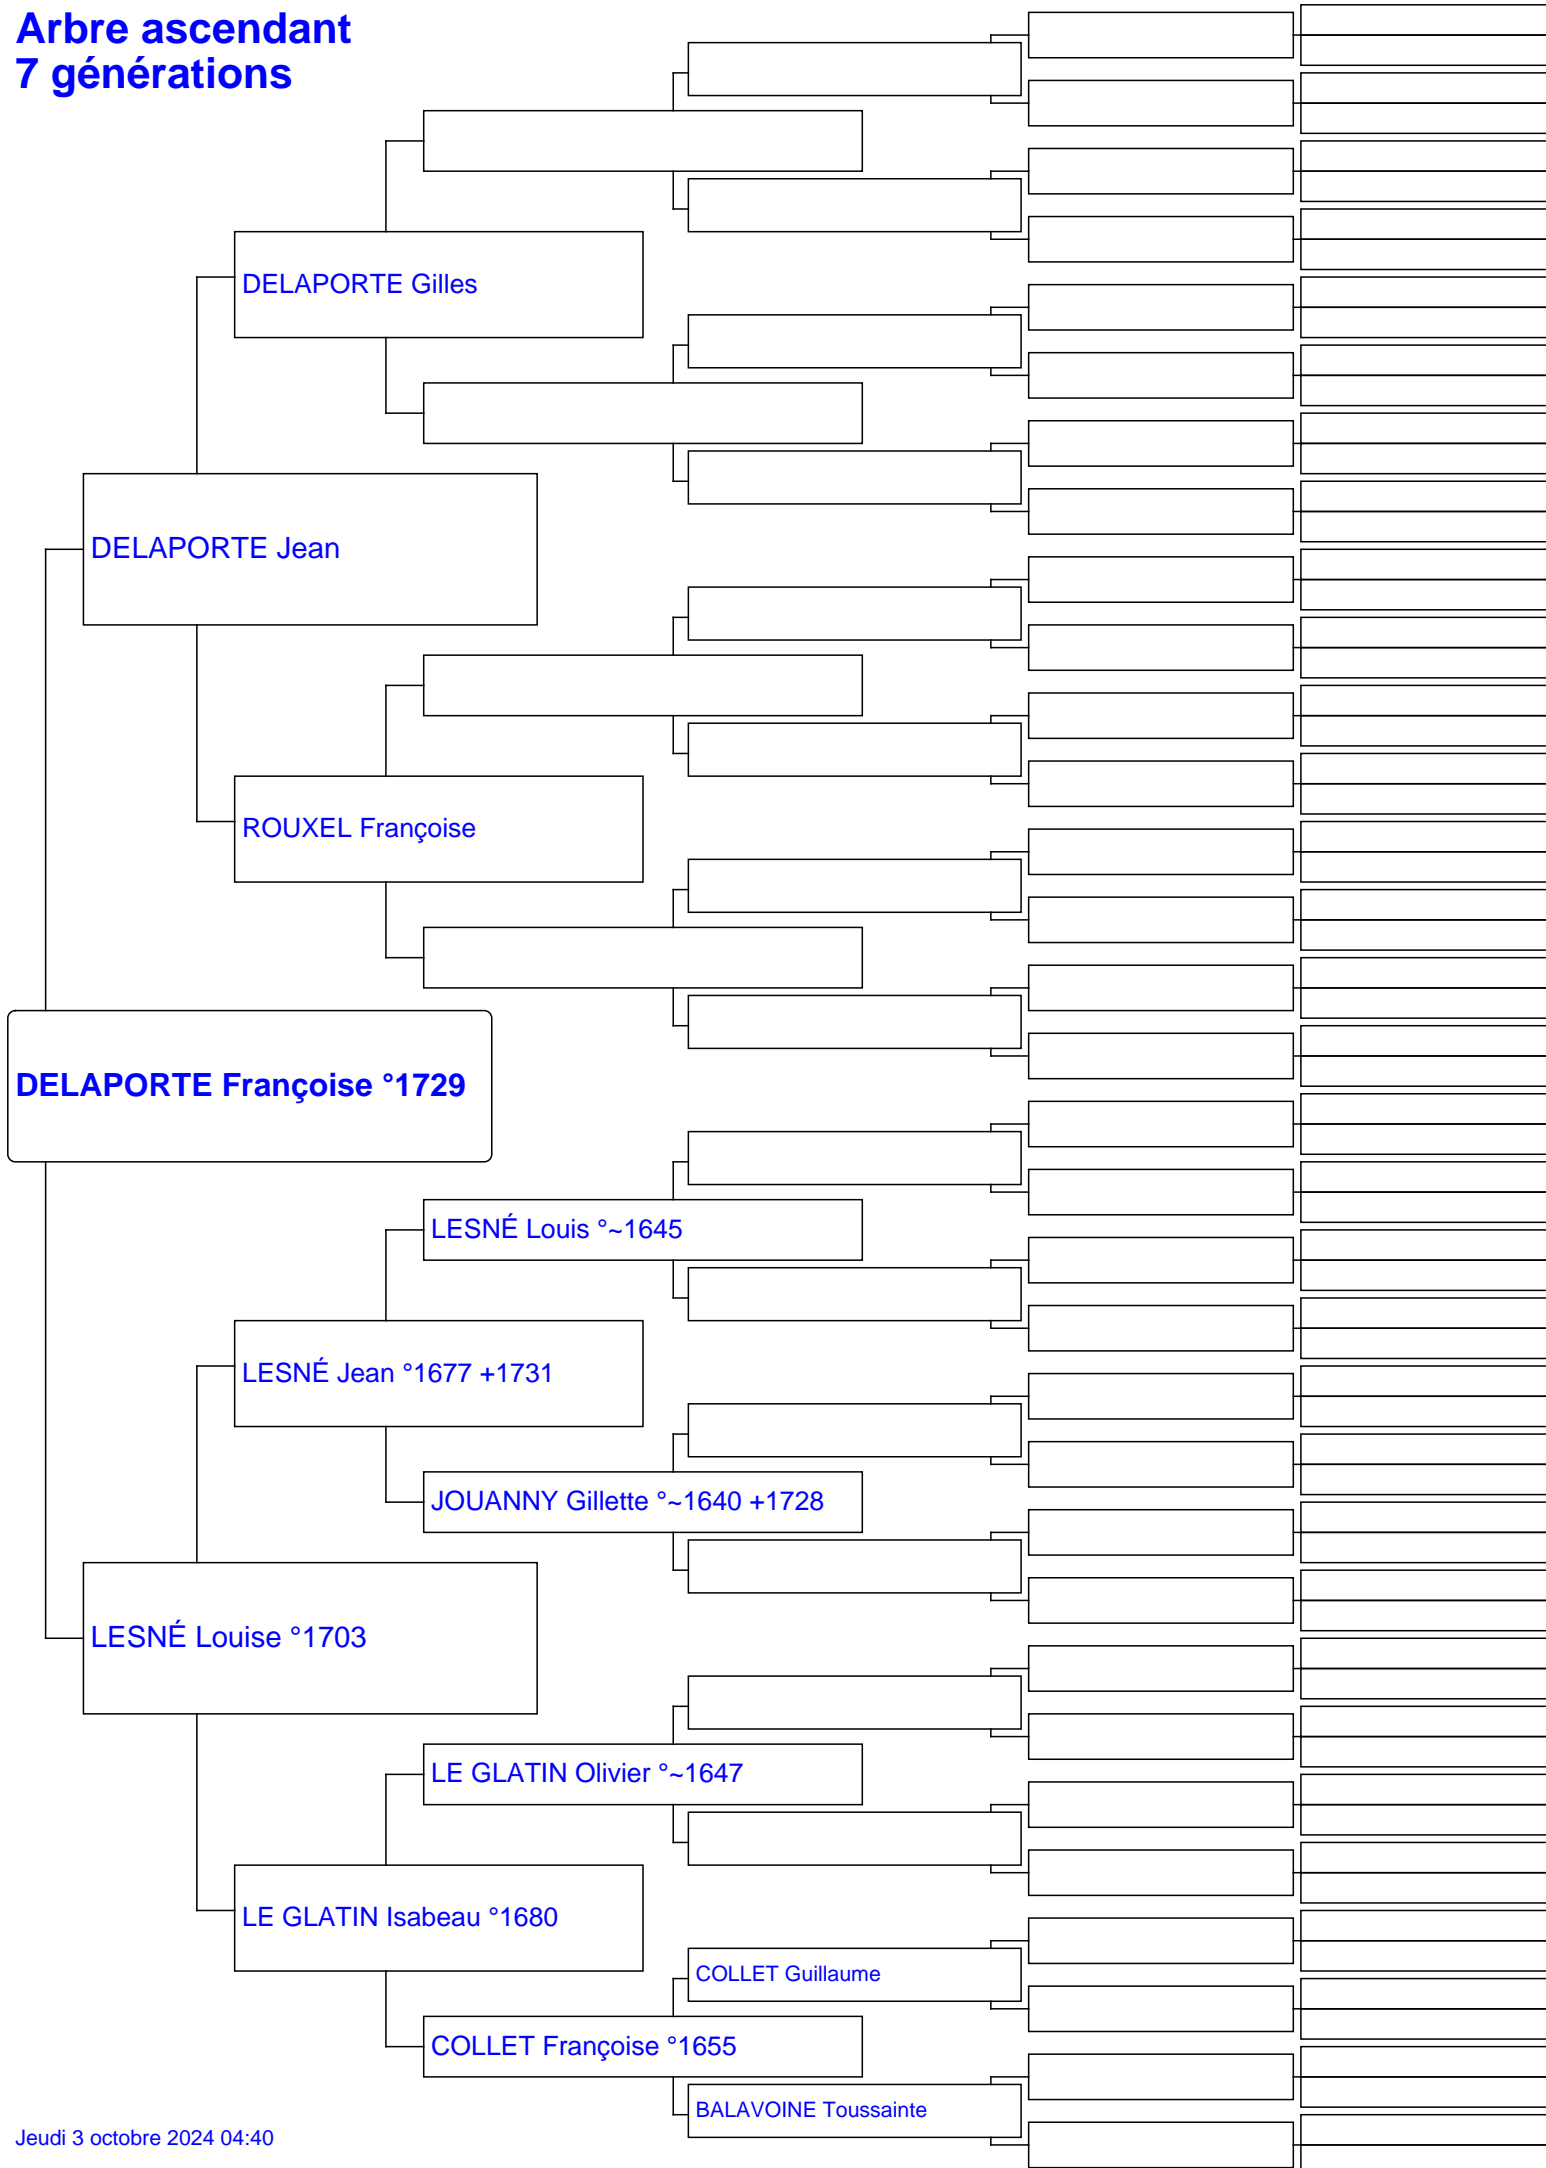 Arbre ascendant
7 générations
DELAPORTE Gilles
DELAPORTE Jean
ROUXEL Françoise
DELAPORTE Françoise °1729
LESNÉ Louis °~1645
LESNÉ Jean °1677 +1731
JOUANNY Gillette °~1640 +1728
LESNÉ Louise °1703
LE GLATIN Olivier °~1647
LE GLATIN Isabeau °1680
COLLET Guillaume
COLLET Françoise °1655
BALAVOINE Toussainte
Jeudi 3 octobre 2024 04:40